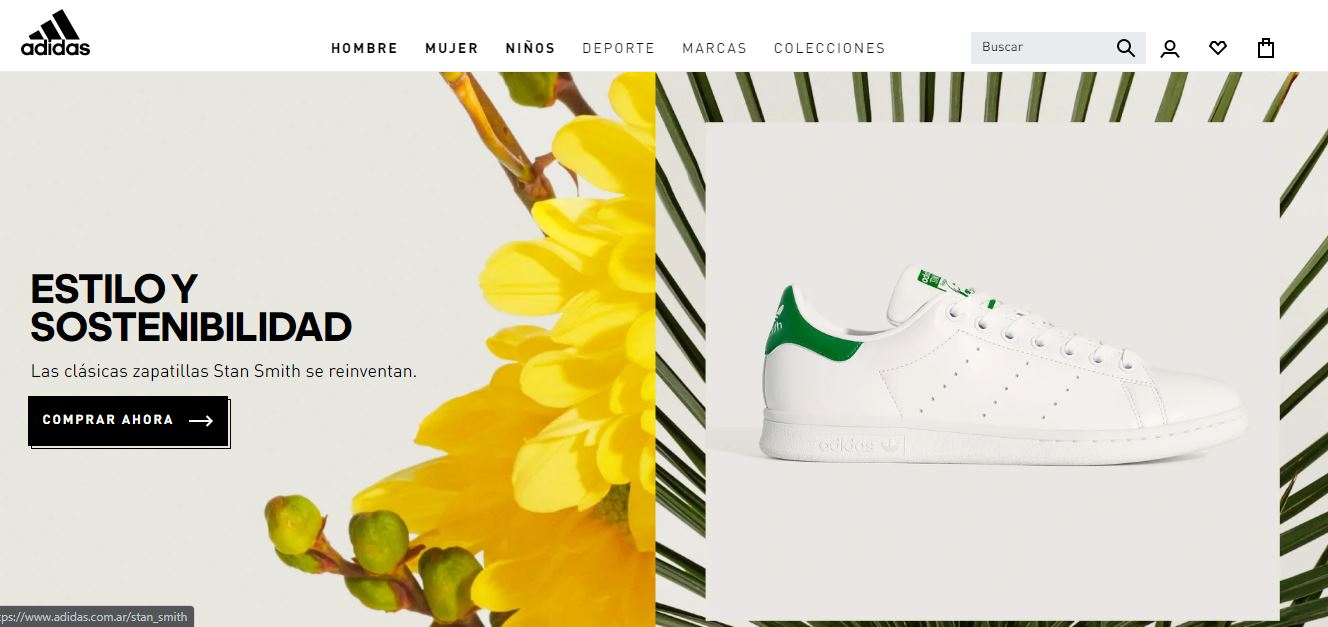 adidas
HOMBRE MUJER NIÑOS DEPORTE MARCAS COLECCIONES
Buscar
ESTILO Y
SOSTENIBILIDAD
Las clásicas zapatillas Stan Smith se reinventan.
COMPRAR AHORA
adidas
tps://www.adidas.com.ar/stan_smith